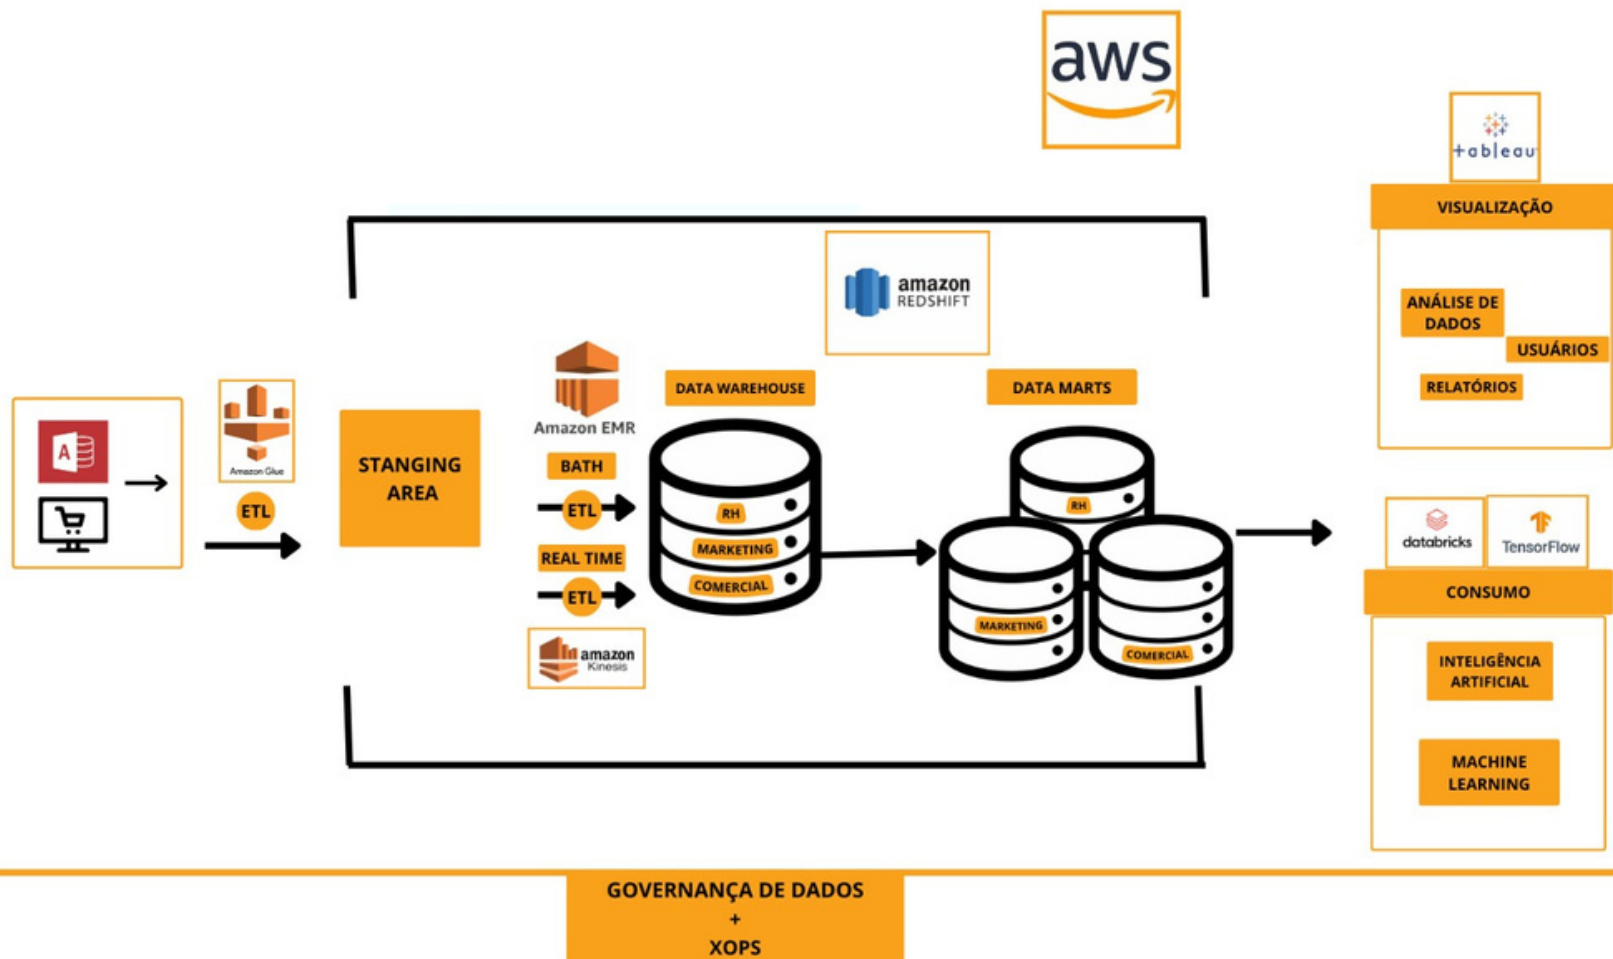 aws
+ableau
VISUALIZAÇÃO
ANÁLISE DE
DADOS
USUÁRIOS
RELATÓRIOS
amazon
REDSHIFT
Amazon EMR
DATA WAREHOUSE
DATA MARTS
A
Amazon Glue
ETL
STANGING
AREA
BATH
ETL
REAL TIME
ETL
amazon
Kinesis
RH
MARKETING
COMERCIAL
RH
MARKETING
COMERCIAL
databricks
TensorFlow
CONSUMO
INTELIGÊNCIA
ARTIFICIAL
MACHINE
LEARNING
GOVERNANÇA DE DADOS
+
XOPS